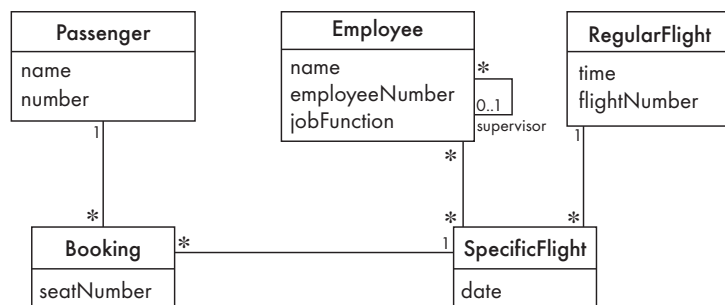 Passenger
name
number
1
*
Employee
name
employeeNumber
jobFunction
*
0..1
supervisor
*
*
RegularFlight
time
flightNumber
1
*
Booking
seatNumber
*
1
SpecificFlight
date